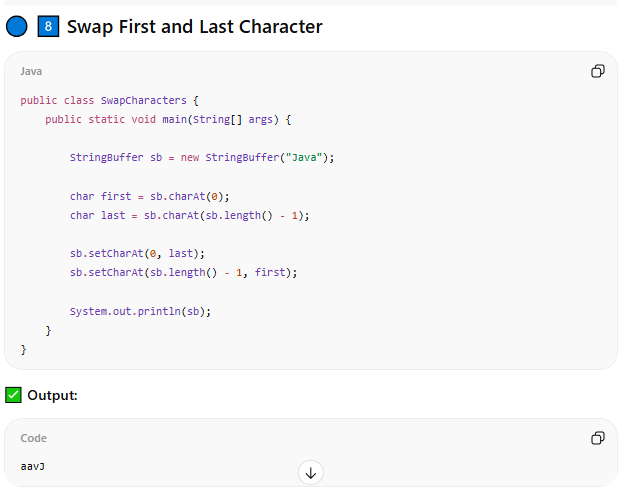 8 Swap First and Last Character
Java
public class SwapCharacters {
    public static void main(String[] args) {
        StringBuffer sb = new StringBuffer("Java");
        char first = sb.charAt(0);
        char last = sb.charAt(sb.length() - 1);
        sb.setCharAt(0, last);
        sb.setCharAt(sb.length() - 1, first);
        System.out.println(sb);
    }
}
Output:
Code
aavJ